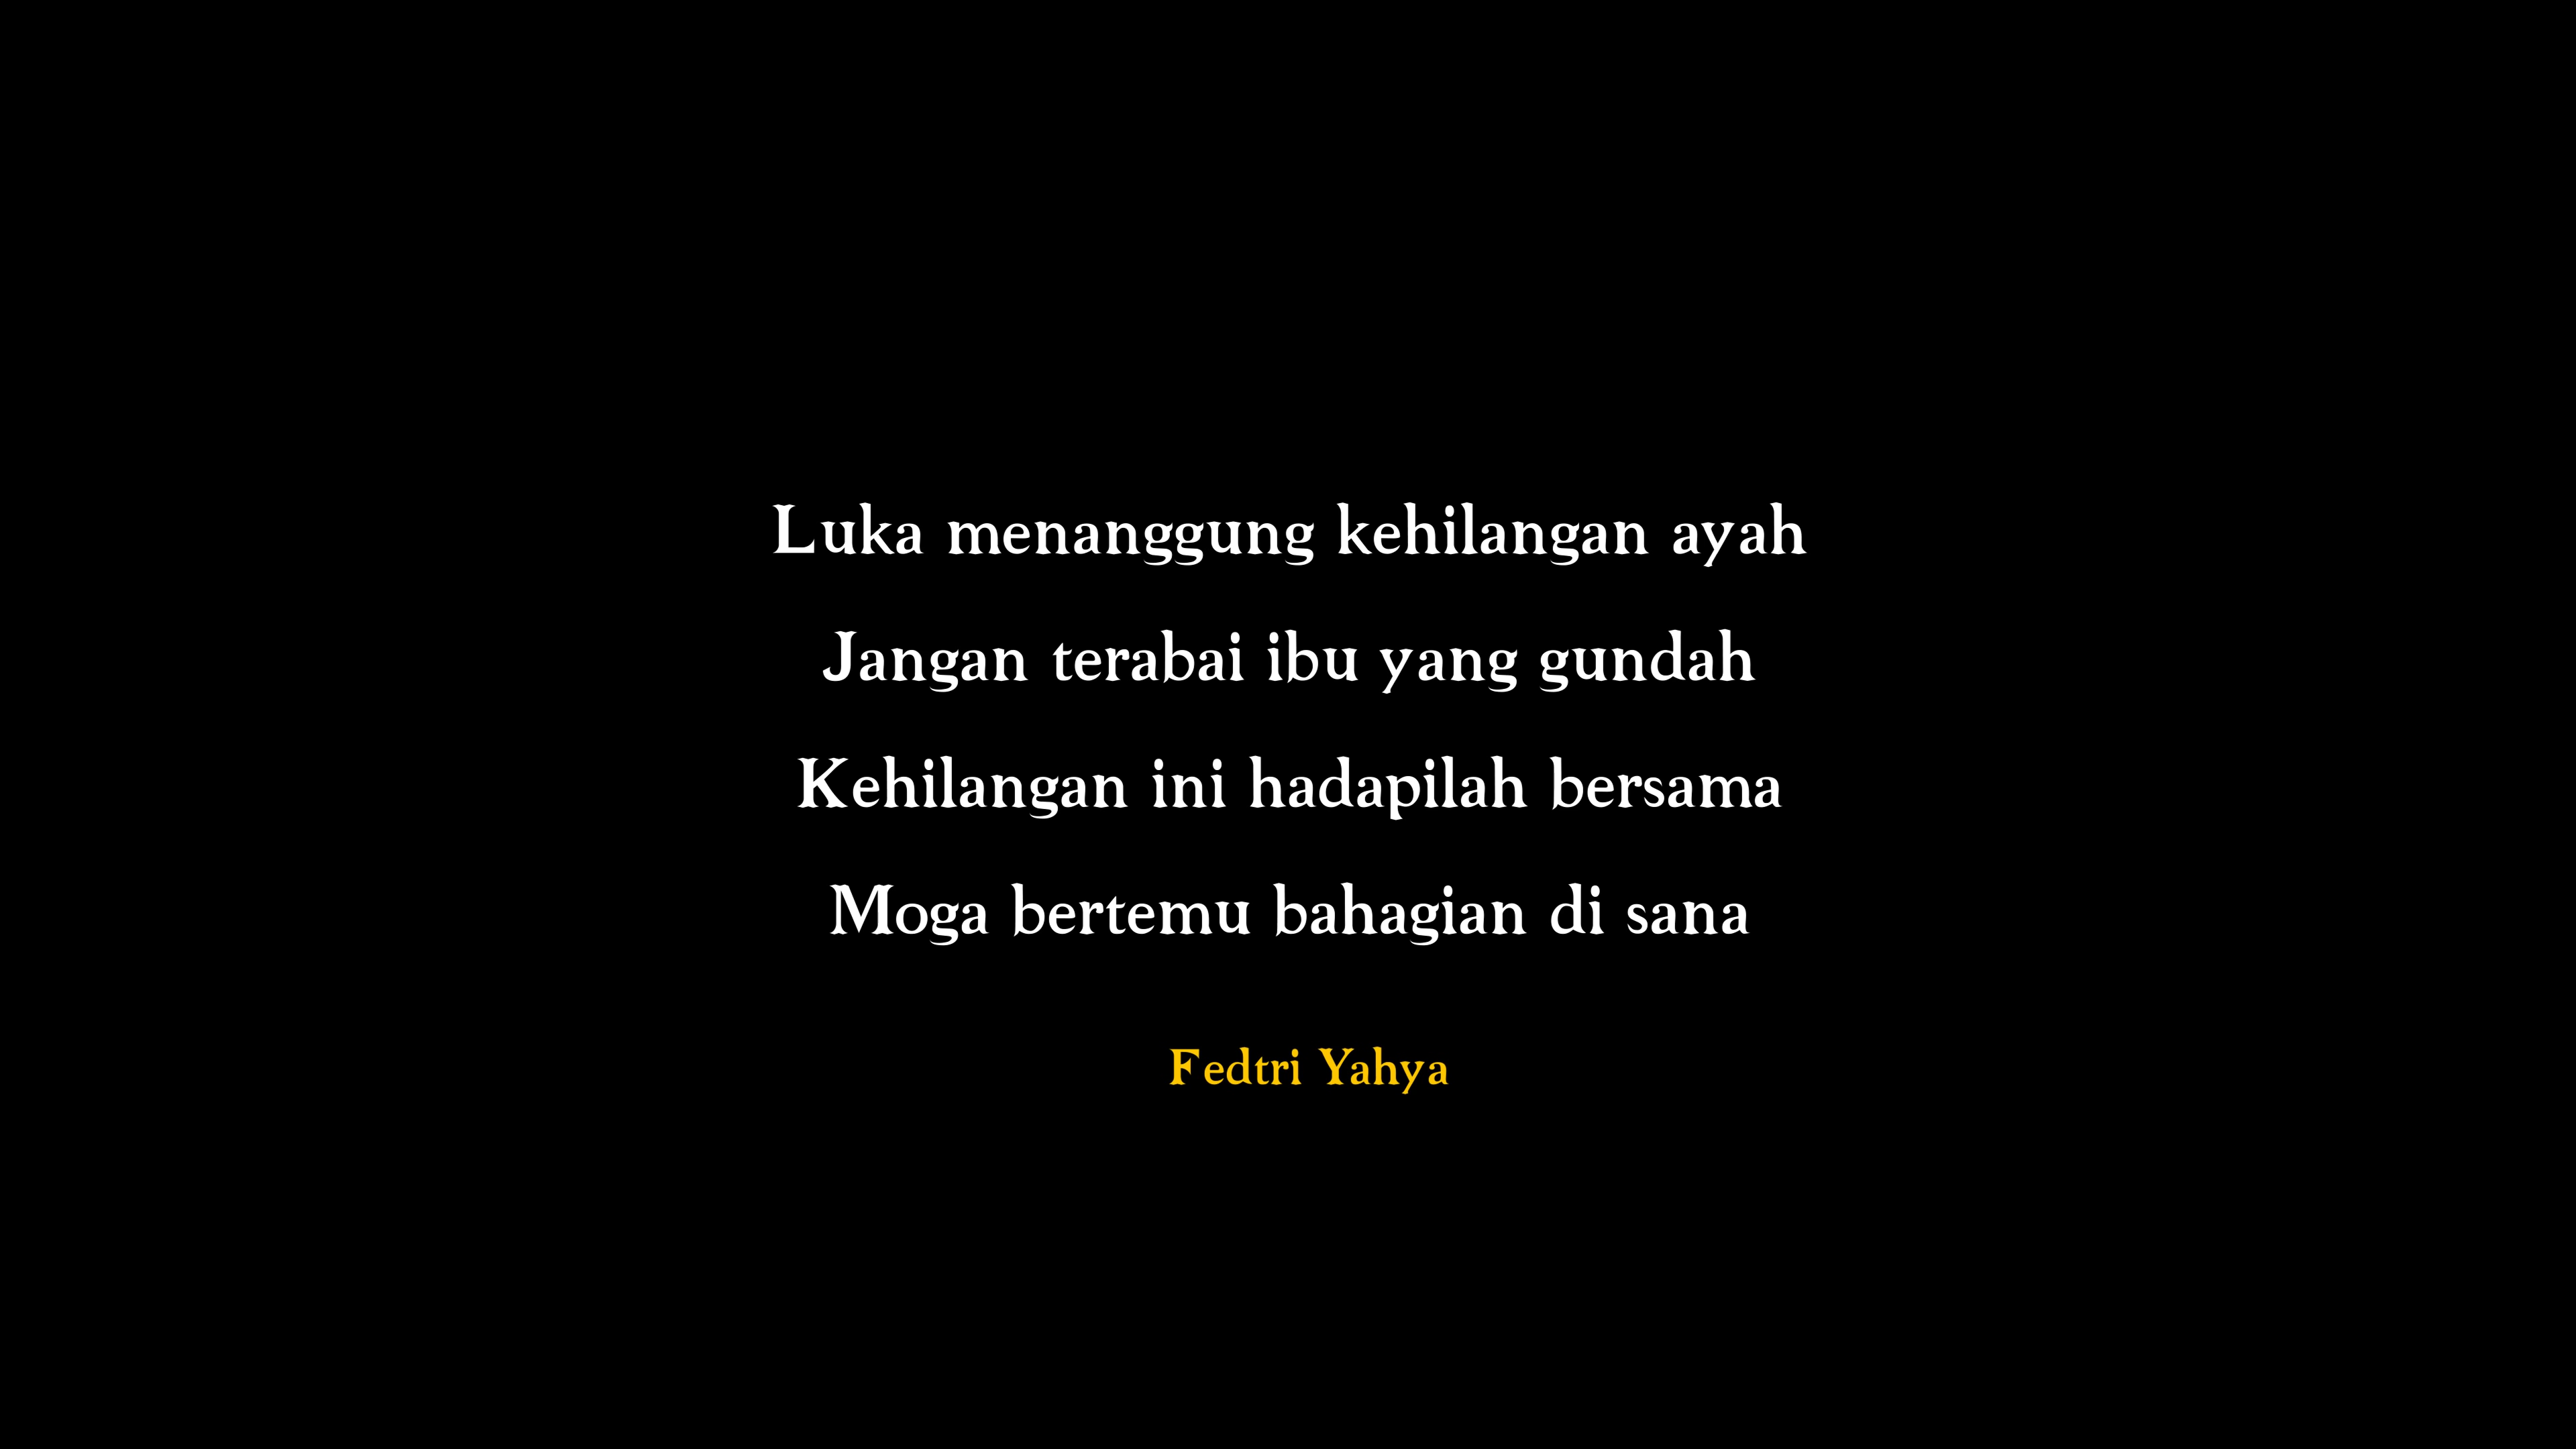 Luka menanggung kehilangan ayah
Jangan terabai ibu yang gundah
Kehilangan ini hadapilah bersama
Moga bertemu bahagian di sana
Fedtri Yahya